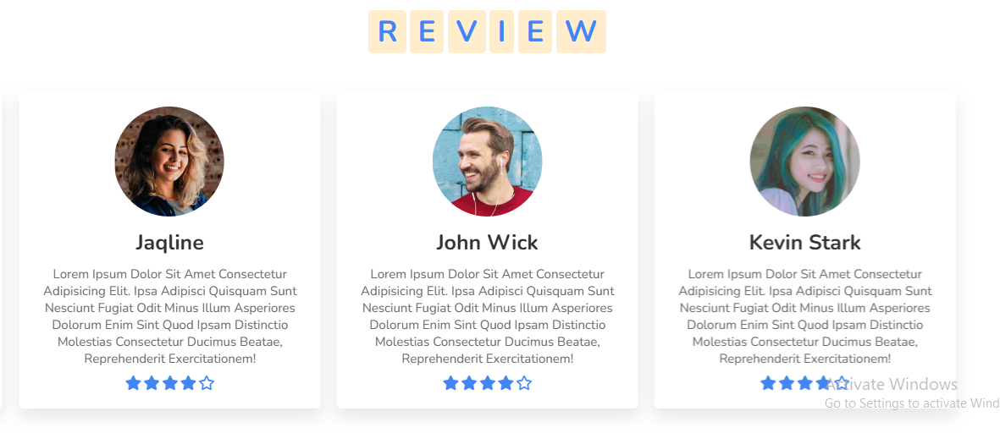 REVIEW
Jaqline
Lorem Ipsum Dolor Sit Amet Consectetur
Adipisicing Elit. Ipsa Adipisci Quisquam Sunt
Nesciunt Fugiat Odit Minus Illum Asperiores
Dolorum Enim Sint Quod Ipsam Distinctio
Molestias Consectetur Ducimus Beatae,
Reprehenderit Exercitationem!
John Wick
Lorem Ipsum Dolor Sit Amet Consectetur
Adipisicing Elit. Ipsa Adipisci Quisquam Sunt
Nesciunt Fugiat Odit Minus Illum Asperiores
Dolorum Enim Sint Quod Ipsam Distinctio
Molestias Consectetur Ducimus Beatae,
Reprehenderit Exercitationem!
Kevin Stark
Lorem Ipsum Dolor Sit Amet Consectetur
Adipisicing Elit. Ipsa Adipisci Quisquam Sunt
Nesciunt Fugiat Odit Minus Illum Asperiores
Dolorum Enim Sint Quod Ipsam Distinctio
Molestias Consectetur Ducimus Beatae,
Reprehenderit Exercitationem!
Activate Windows
Go to Settings to activate Wind